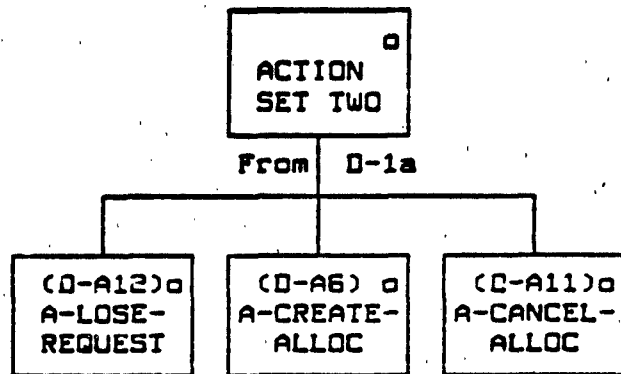 ACTION
SET TWO
From D-1a
(D-A12)
A-LOSE-
REQUEST
(D-A6)
A-CREATE-
ALLOC
(C-A11)
A-CANCEL-
ALLOC